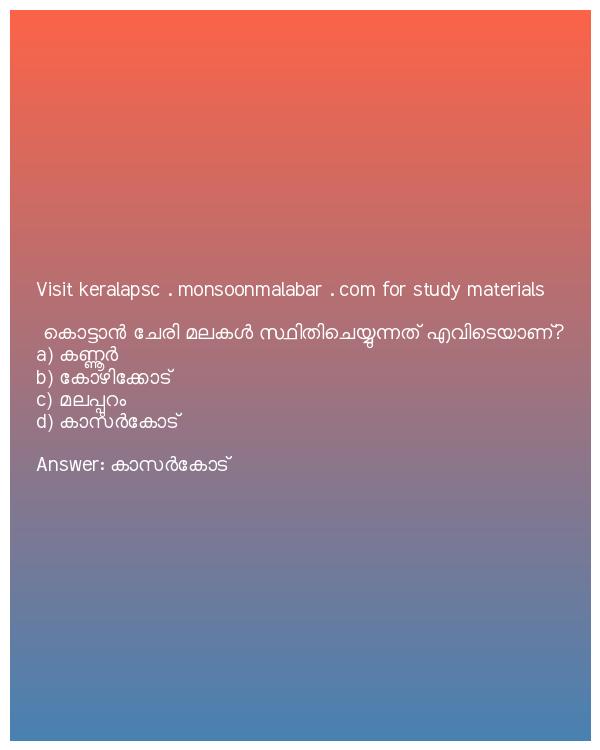 Visit keralapsc . monsoonmalabar . com for study materials
കൊട്ടാൻ ചേരി മലകൾ സ്ഥിതിചെയ്യുന്നത് എവിടെയാണ്?
a) കണ്ണൂർ
b) കോഴിക്കോട്
c) മലപ്പുറം
d) കാസർകോട്
Answer: കാസർകോട്